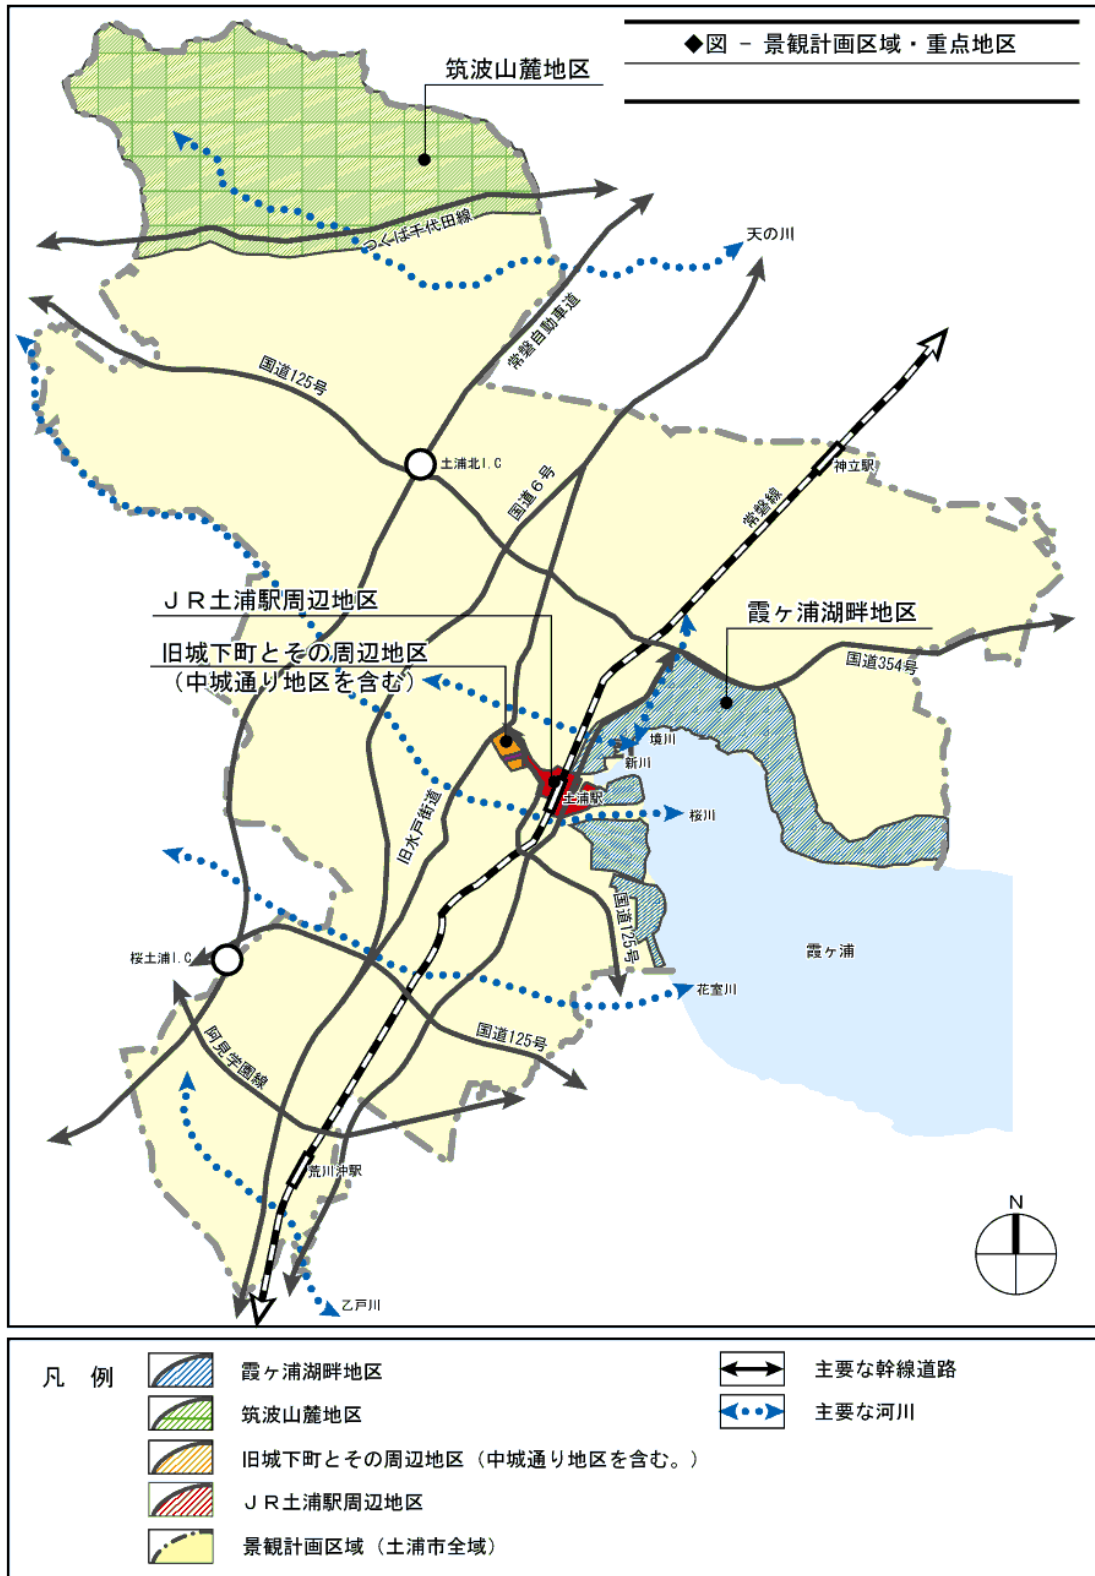 ◆図 － 景観計画区域・重点地区
筑波山麓地区
つくば千代田線
天の川
常磐自動車道
国道125号
土浦北I.C
国道6号
神立駅
常磐線
JR土浦駅周辺地区
霞ヶ浦湖畔地区
旧城下町とその周辺地区
（中城通り地区を含む）
国道354号
境川
新川
土浦駅
桜川
旧水戸街道
国道125号
霞ヶ浦
桜土浦I.C
花室川
国道125号
阿見学園線
荒川沖駅
乙戸川
N
凡 例
霞ヶ浦湖畔地区
筑波山麓地区
旧城下町とその周辺地区（中城通り地区を含む。）
JR土浦駅周辺地区
景観計画区域（土浦市全域）
主要な幹線道路
主要な河川